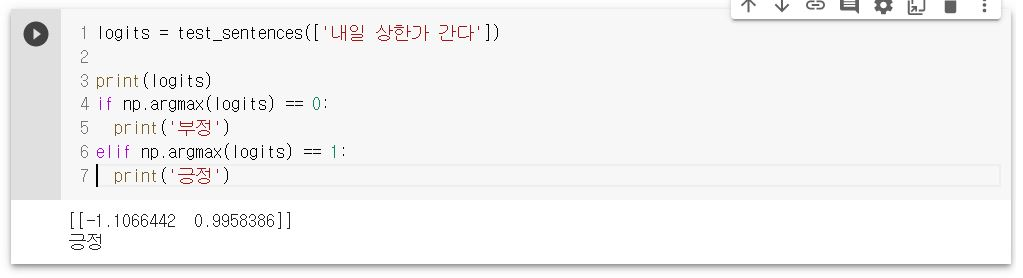 1 logits = test_sentences(['내일 상한가 간다'])
2
3 print(logits)
4 if np.argmax(logits) == 0:
5   print('부정')
6 elif np.argmax(logits) == 1:
7   print('긍정')
[[-1.1066442  0.9958386]]
긍정